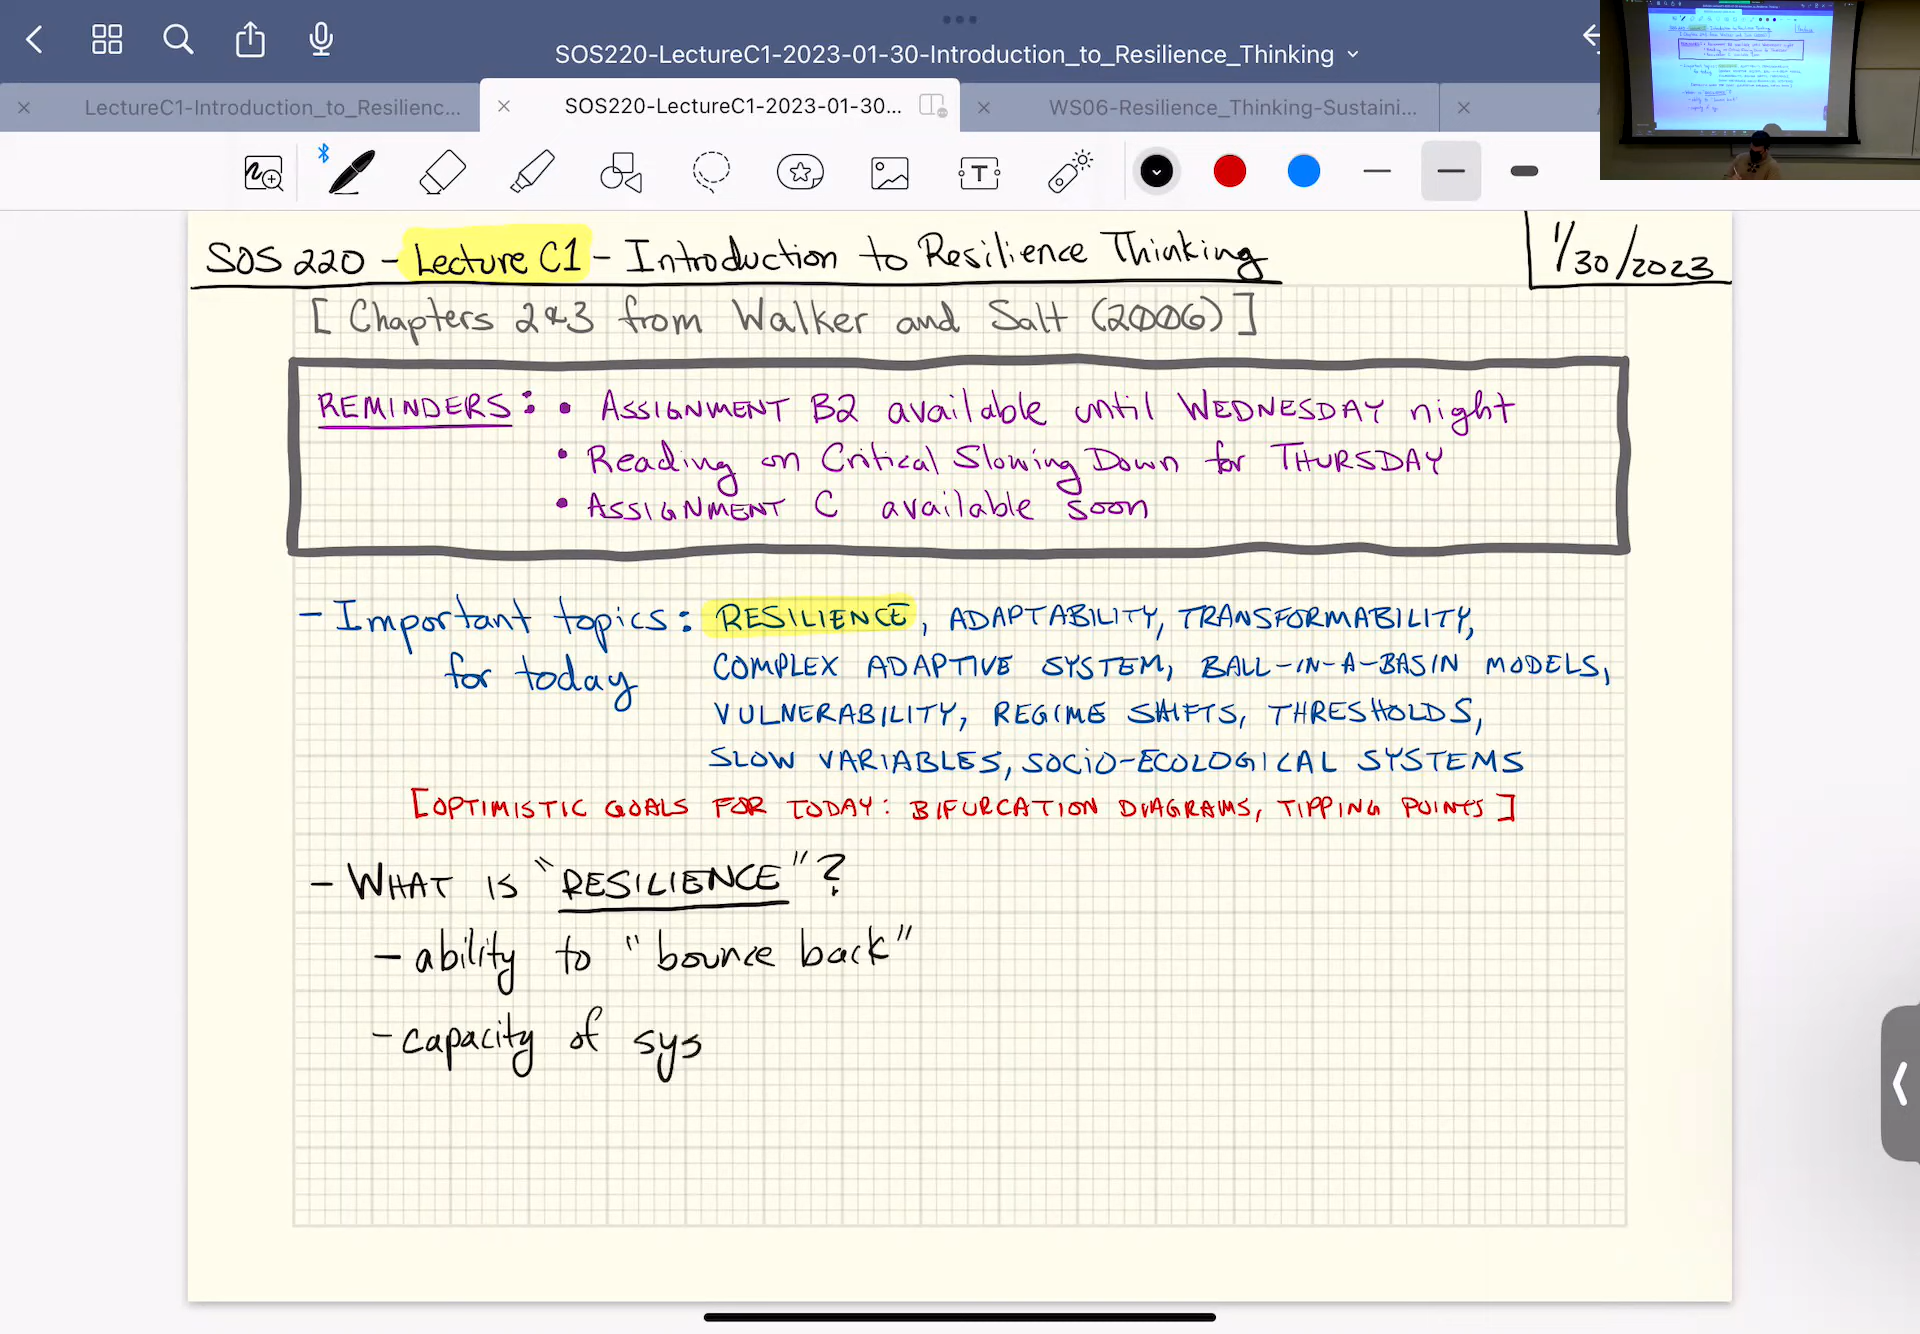 SOS220-LectureC1-2023-01-30-Introduction_to_Resilience_Thinking
LectureC1-Introduction_to_Resilienc...
SOS220-LectureC1-2023-01-30...
WS06-Resilience_Thinking-Sustaini...
SOS 220 - Lecture C1 - Introduction to Resilience Thinking
1/30/2023
[Chapters 2&3 from Walker and Salt (2006)]
REMINDERS: • ASSIGNMENT B2 available until WEDNESDAY night
• Reading on Critical Slowing Down for THURSDAY
• ASSIGNMENT C available soon
- Important topics: RESILIENCE, ADAPTABILITY, TRANSFORMABILITY,
for today COMPLEX ADAPTIVE SYSTEM, BALL-IN-A-BASIN MODELS,
VULNERABILITY, REGIME SHIFTS, THRESHOLDS,
SLOW VARIABLES, SOCIO-ECOLOGICAL SYSTEMS
[OPTIMISTIC GOALS FOR TODAY: BIFURCATION DIAGRAMS, TIPPING POINTS]
- WHAT IS "RESILIENCE"?
- ability to "bounce back"
- capacity of sys